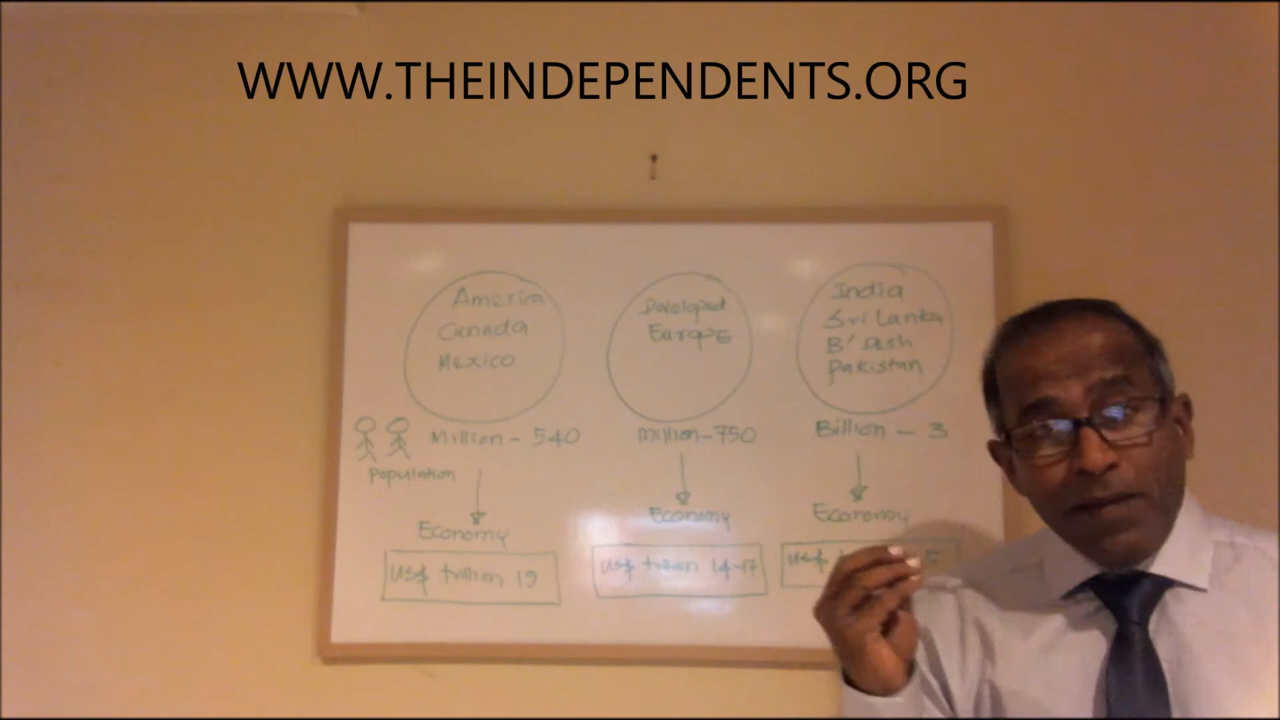 WWW.THEINDEPENDENTS.ORG
America
Canada
Mexico
Developed
Europe
India
Sri Lanka
B' Desh
Pakistan
Million - 540
Million - 750
Billion - 3
Population
Economy
Economy
Economy
US$ trillion 19
US$ trillion 14-17
US$